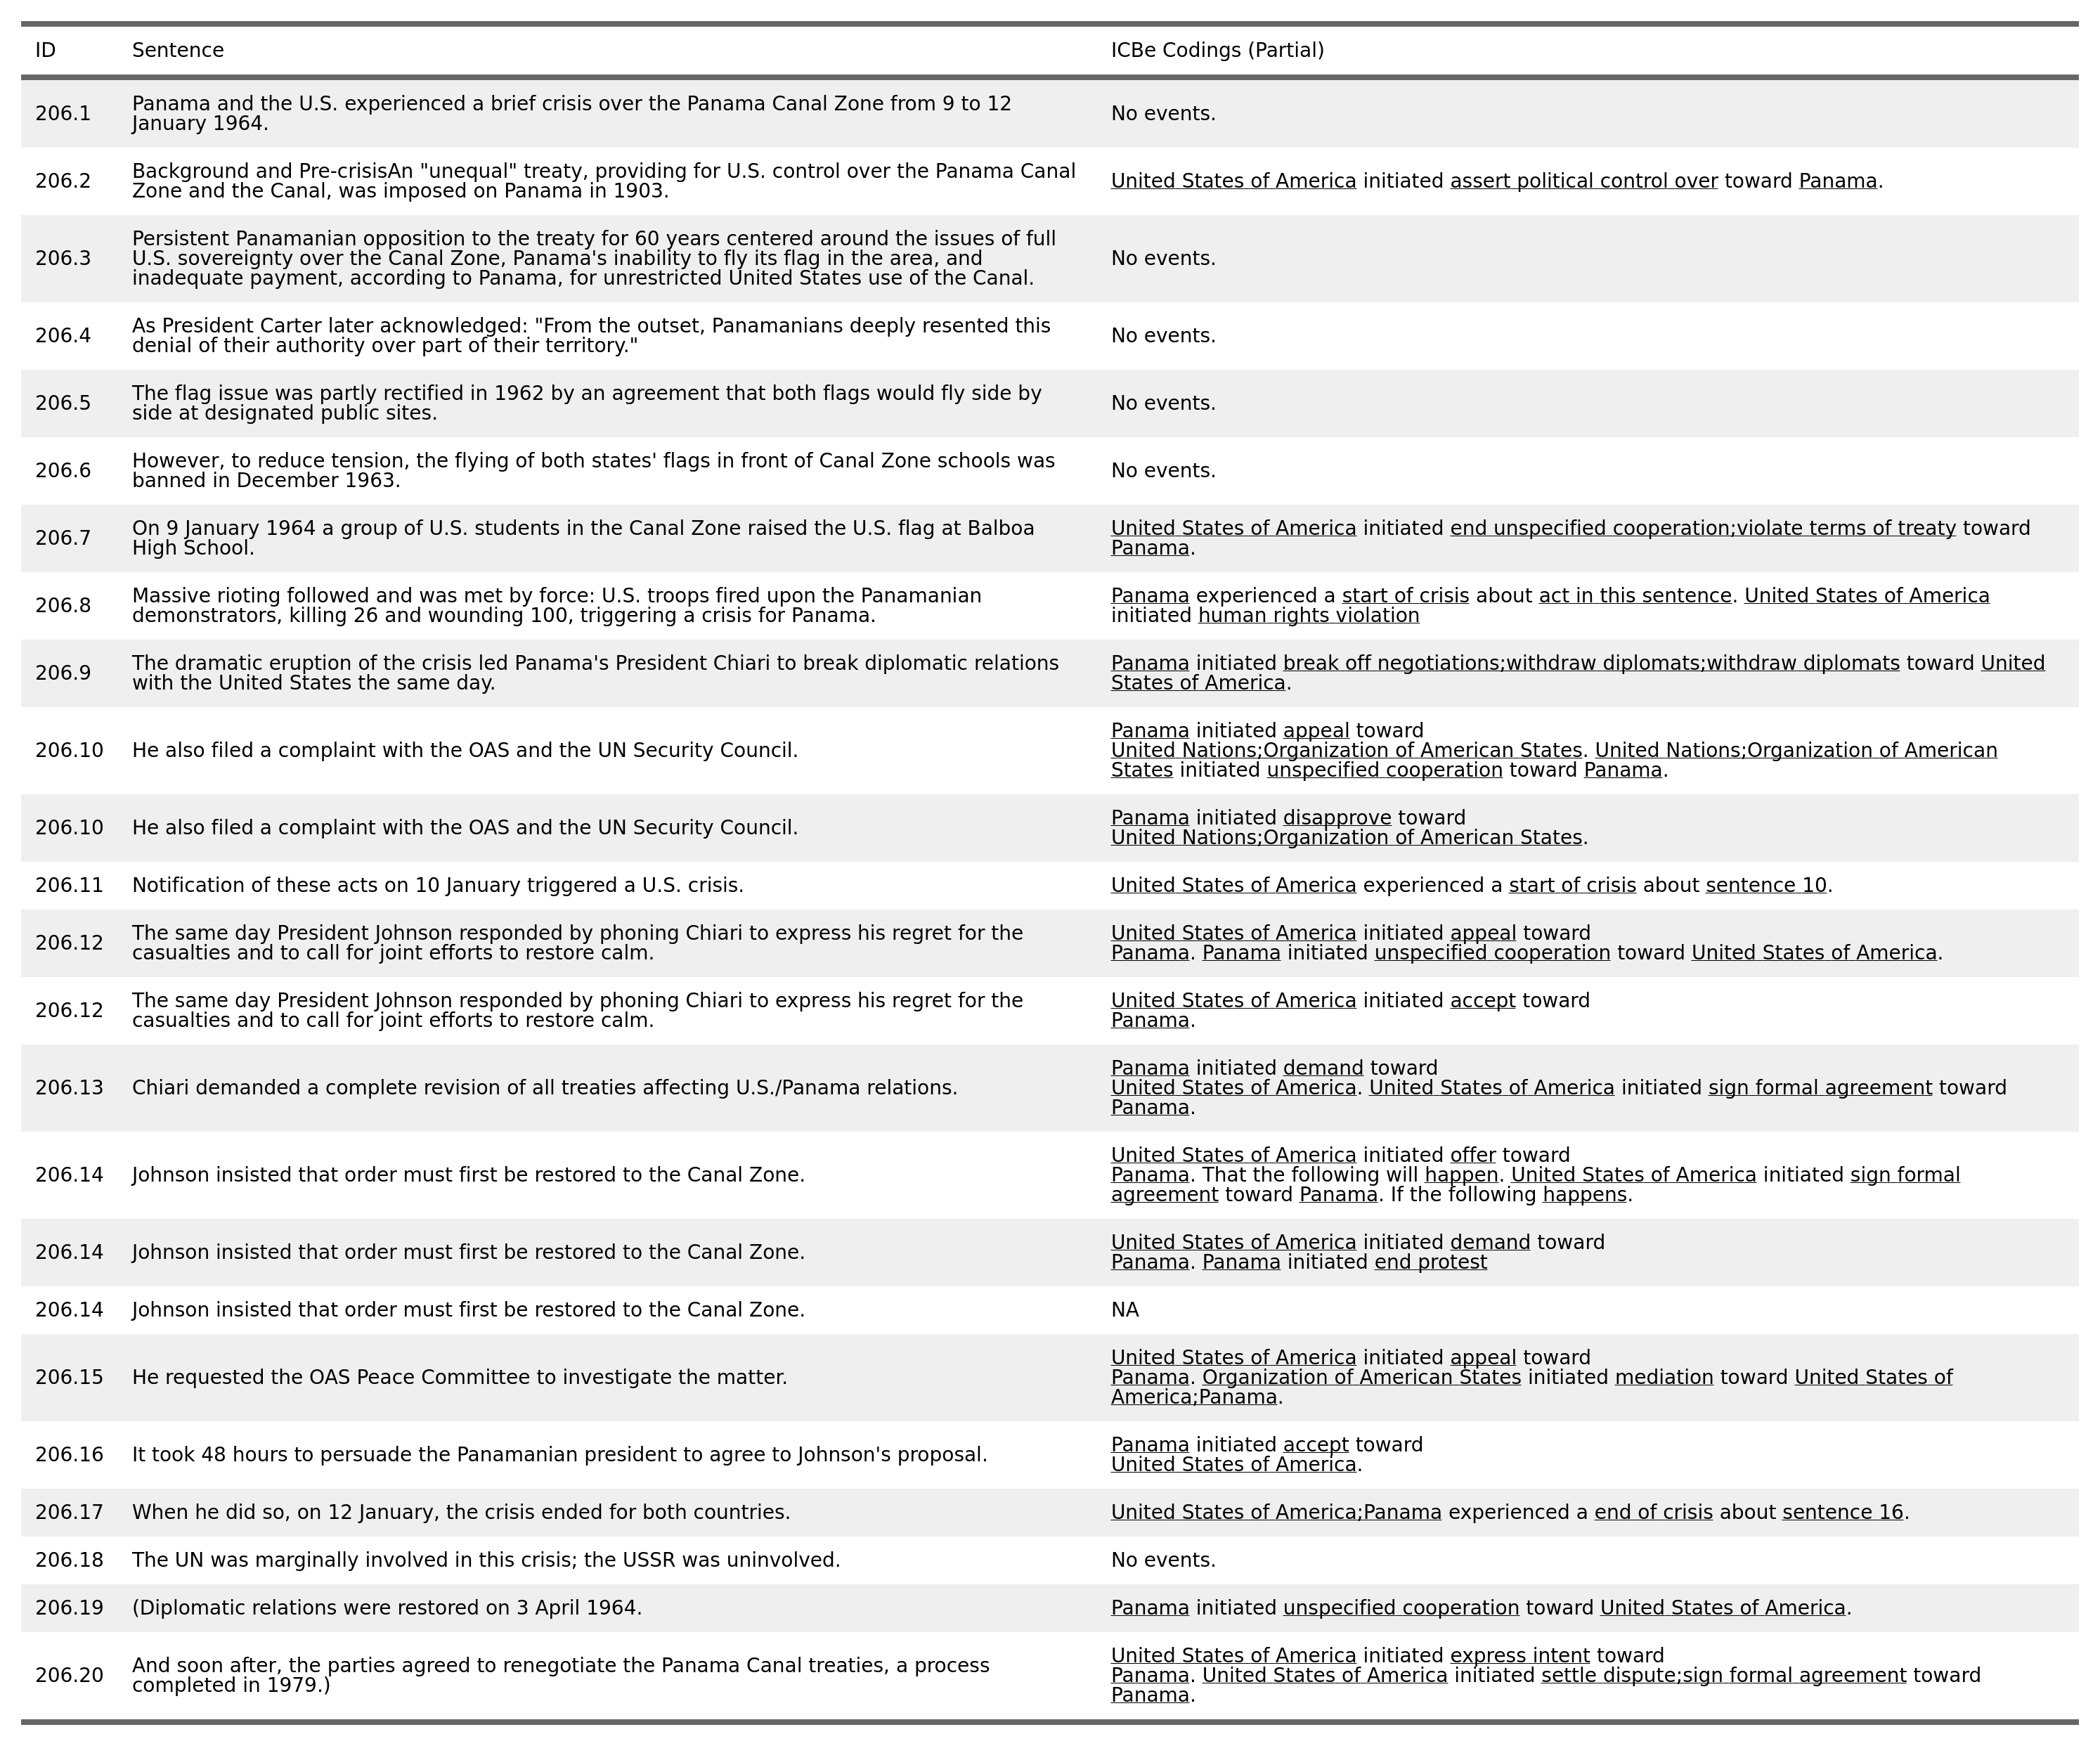 ID Sentence ICBe Codings (Partial)
206.1 Panama and the U.S. experienced a brief crisis over the Panama Canal Zone from 9 to 12
January 1964.
No events.
206.2 Background and Pre-crisisAn "unequal" treaty, providing for U.S. control over the Panama Canal
Zone and the Canal, was imposed on Panama in 1903.
United States of America initiated assert political control over toward Panama.
206.3 Persistent Panamanian opposition to the treaty for 60 years centered around the issues of full
U.S. sovereignty over the Canal Zone, Panama's inability to fly its flag in the area, and
inadequate payment, according to Panama, for unrestricted United States use of the Canal.
No events.
206.4 As President Carter later acknowledged: "From the outset, Panamanians deeply resented this
denial of their authority over part of their territory."
No events.
206.5 The flag issue was partly rectified in 1962 by an agreement that both flags would fly side by
side at designated public sites.
No events.
206.6 However, to reduce tension, the flying of both states' flags in front of Canal Zone schools was
banned in December 1963.
No events.
206.7 On 9 January 1964 a group of U.S. students in the Canal Zone raised the U.S. flag at Balboa
High School.
United States of America initiated end unspecified cooperation;violate terms of treaty toward
Panama.
206.8 Massive rioting followed and was met by force: U.S. troops fired upon the Panamanian
demonstrators, killing 26 and wounding 100, triggering a crisis for Panama.
Panama experienced a start of crisis about act in this sentence. United States of America
initiated human rights violation
206.9 The dramatic eruption of the crisis led Panama's President Chiari to break diplomatic relations
with the United States the same day.
Panama initiated break off negotiations;withdraw diplomats;withdraw diplomats toward United
States of America.
206.10 He also filed a complaint with the OAS and the UN Security Council.
Panama initiated appeal toward
United Nations;Organization of American States. United Nations;Organization of American
States initiated unspecified cooperation toward Panama.
206.10 He also filed a complaint with the OAS and the UN Security Council.
Panama initiated disapprove toward
United Nations;Organization of American States.
206.11 Notification of these acts on 10 January triggered a U.S. crisis.
United States of America experienced a start of crisis about sentence 10.
206.12 The same day President Johnson responded by phoning Chiari to express his regret for the
casualties and to call for joint efforts to restore calm.
United States of America initiated appeal toward
Panama. Panama initiated unspecified cooperation toward United States of America.
206.12 The same day President Johnson responded by phoning Chiari to express his regret for the
casualties and to call for joint efforts to restore calm.
United States of America initiated accept toward
Panama.
206.13 Chiari demanded a complete revision of all treaties affecting U.S./Panama relations.
Panama initiated demand toward
United States of America. United States of America initiated sign formal agreement toward
Panama.
206.14 Johnson insisted that order must first be restored to the Canal Zone.
United States of America initiated offer toward
Panama. That the following will happen. United States of America initiated sign formal
agreement toward Panama. If the following happens.
206.14 Johnson insisted that order must first be restored to the Canal Zone.
United States of America initiated demand toward
Panama. Panama initiated end protest
206.14 Johnson insisted that order must first be restored to the Canal Zone.
NA
206.15 He requested the OAS Peace Committee to investigate the matter.
United States of America initiated appeal toward
Panama. Organization of American States initiated mediation toward United States of
America;Panama.
206.16 It took 48 hours to persuade the Panamanian president to agree to Johnson's proposal.
Panama initiated accept toward
United States of America.
206.17 When he did so, on 12 January, the crisis ended for both countries.
United States of America;Panama experienced a end of crisis about sentence 16.
206.18 The UN was marginally involved in this crisis; the USSR was uninvolved.
No events.
206.19 (Diplomatic relations were restored on 3 April 1964.
Panama initiated unspecified cooperation toward United States of America.
206.20 And soon after, the parties agreed to renegotiate the Panama Canal treaties, a process
completed in 1979.)
United States of America initiated express intent toward
Panama. United States of America initiated settle dispute;sign formal agreement toward
Panama.